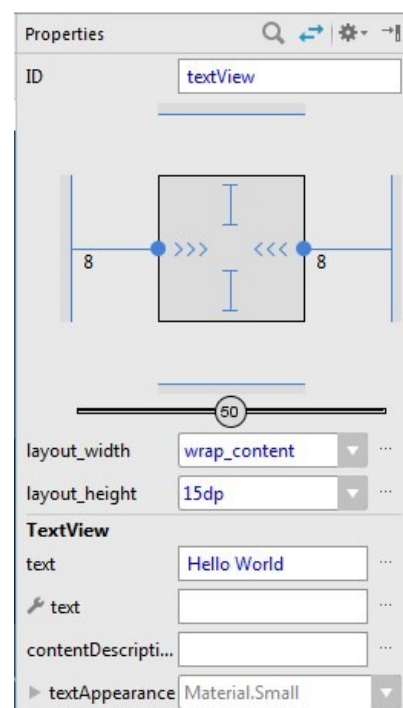 Properties
ID textView
8 >>> <<< 8
50
layout_width wrap_content ...
layout_height 15dp ...
TextView
text Hello World ...
text ...
contentDescripti... ...
textAppearance Material.Small